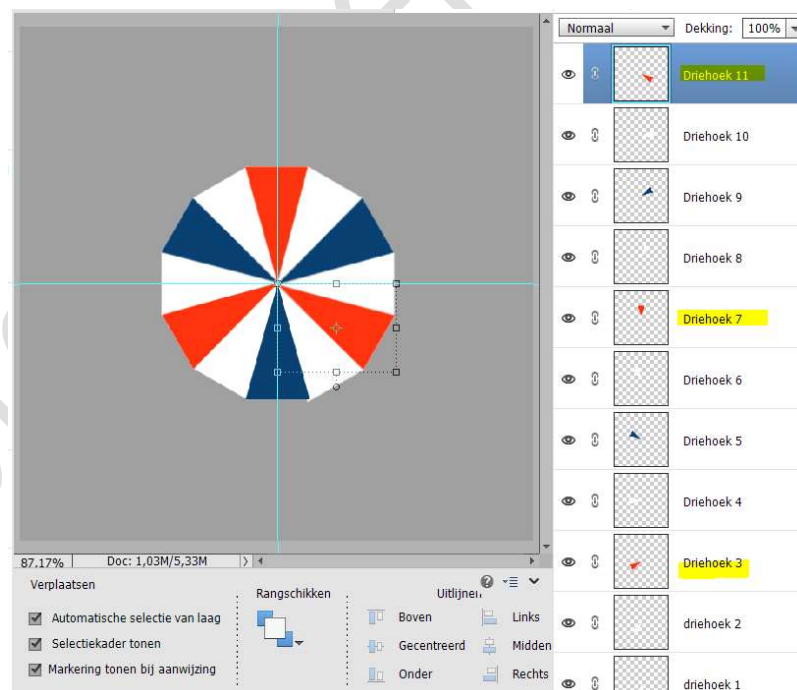 Normaal Dekking: 100%
Driehoek 11
Driehoek 10
Driehoek 9
Driehoek 8
Driehoek 7
Driehoek 6
Driehoek 5
Driehoek 4
Driehoek 3
driehoek 2
driehoek 1
87,17% Doc: 1,03M/5,33M
Verplaatsen
Automatische selectie van laag
Selectiekader tonen
Markering tonen bij aanwijzing
Rangschikken
Uitlijnen
Boven Links
Gecentreerd Midden
Onder Rechts